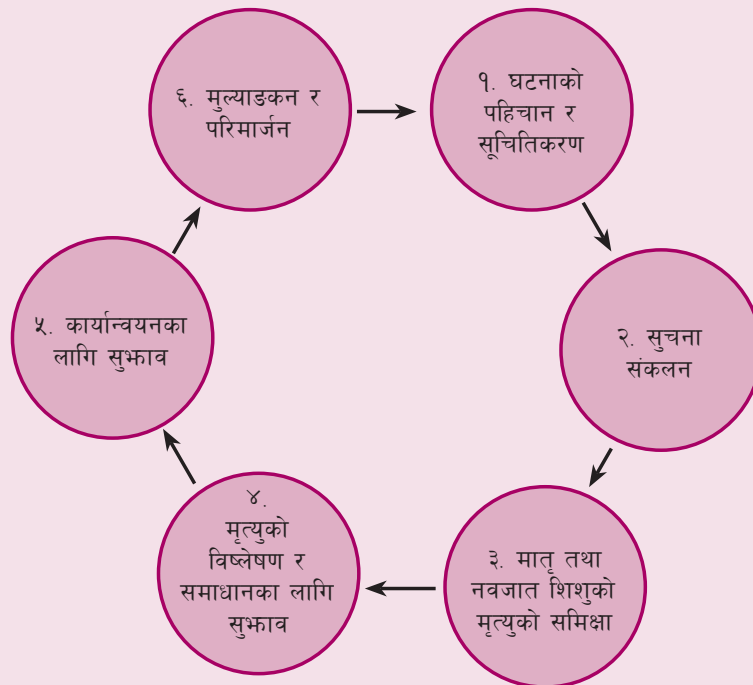 १. घटनाको
पहिचान र
सूचितिकरण
२. सुचना
संकलन
३. मातृ तथा
नवजात शिशुको
मृत्युको समिक्षा
४.
मृत्युको
विष्लेषण र
समाधानका लागि
सुझाव
५. कार्यान्वयनका
लागि सुझाव
६. मुल्याङकन र
परिमार्जन